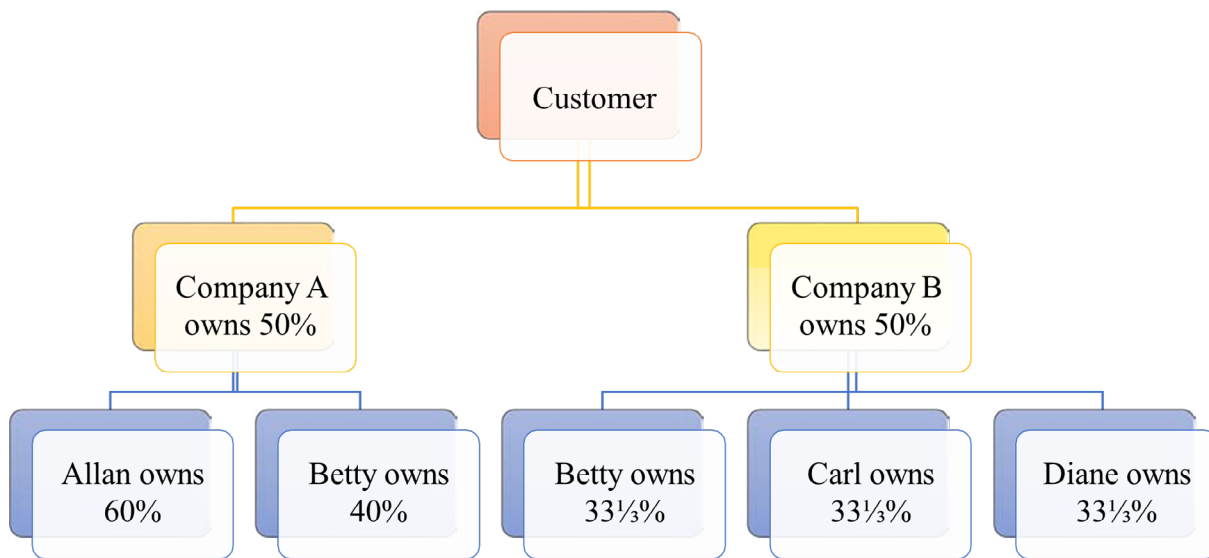 Customer
Company A
owns 50%
Company B
owns 50%
Allan owns
60%
Betty owns
40%
Betty owns
33⅓%
Carl owns
33⅓%
Diane owns
33⅓%